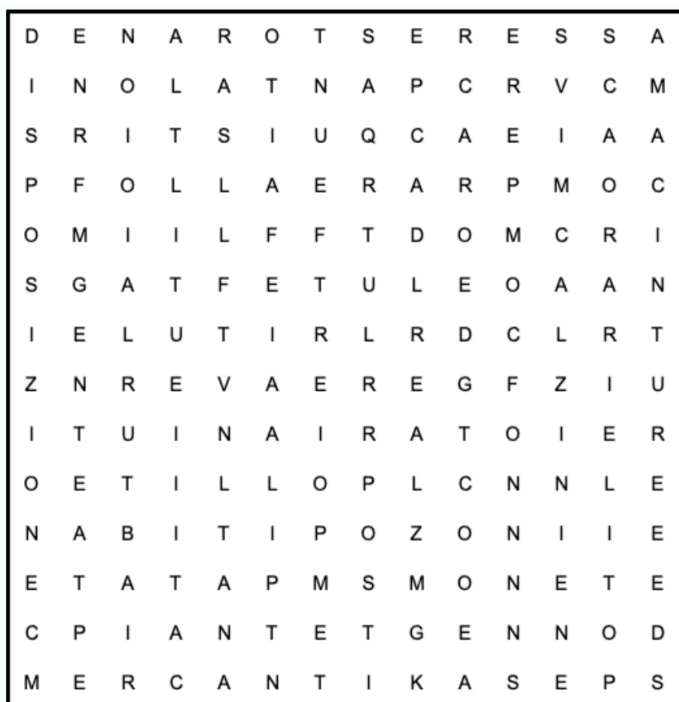 D E N A R O T S E R E S S A
I N O L A T N A P C R V C M
S R I T S I U Q C A E I A A
P F O L L A E R A R P M O C
O M I I L F F T D O M C R I
S G A T F E T U L E O A A N
I E L U T I R L R D C L R T
Z N R E V A E R E G F Z I U
I T U I N A I R A T O I E R
O E T I L L O P L C N N L E
N A B I T I P O Z O N I I E
E T A T A P M S M O N E T E
C P I A N T E T G E N N O D
M E R C A N T I K A S E P S